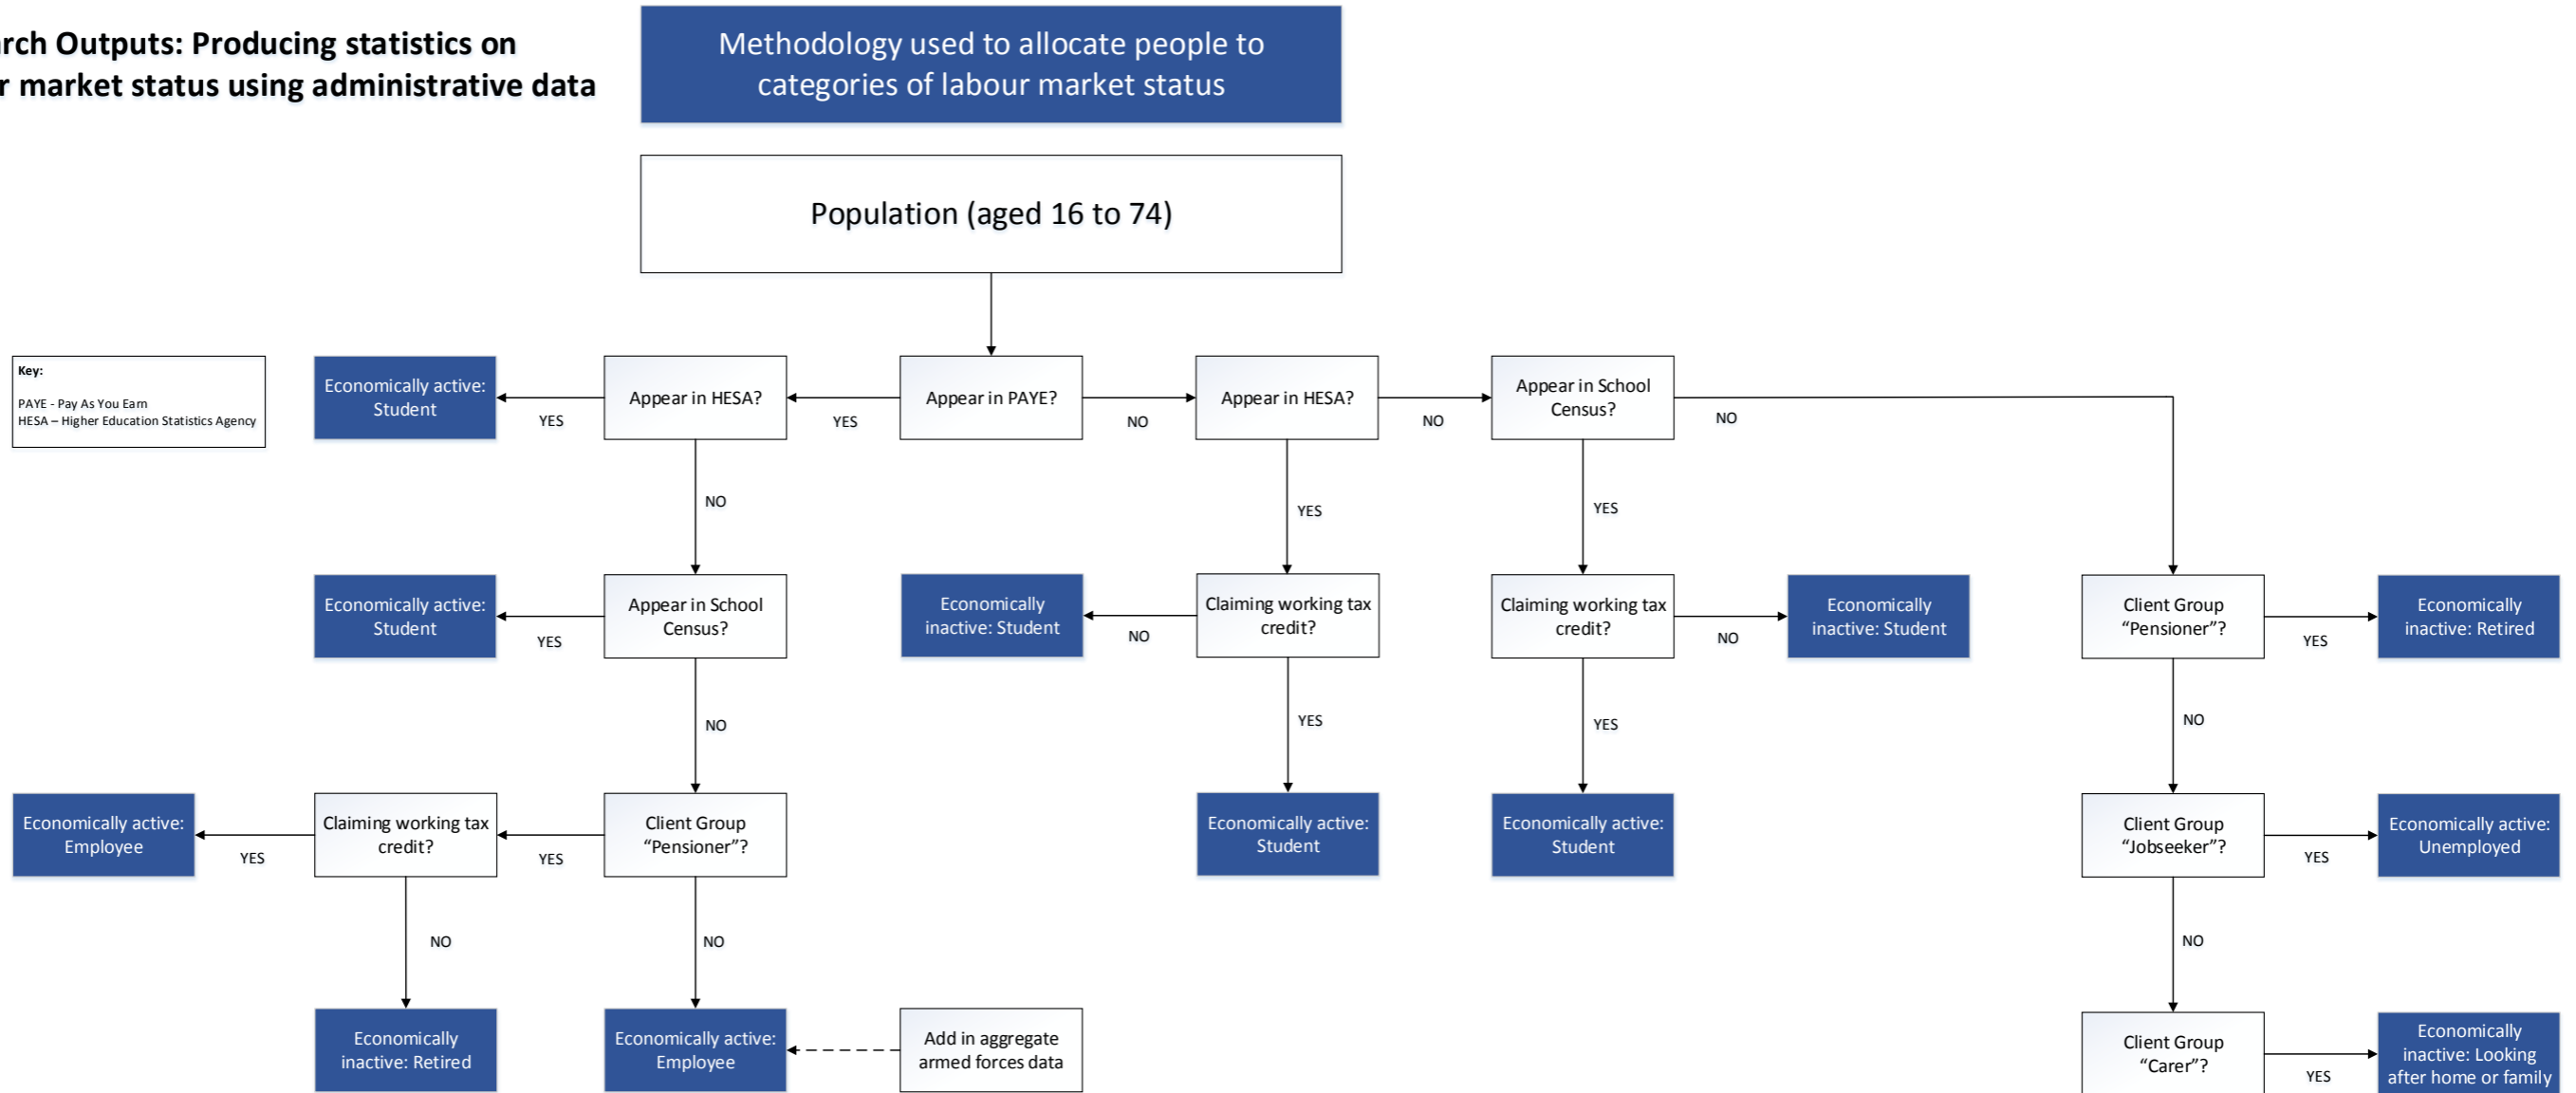 Outputs: Producing statistics on
market status using administrative data
Methodology used to allocate people to
categories of labour market status
Population (aged 16 to 74)
Key:
PAYE - Pay As You Earn
HESA – Higher Education Statistics Agency
Economically active:
Student
YES
Appear in HESA?
YES
Appear in PAYE?
NO
Appear in HESA?
NO
Appear in School
Census?
NO
NO
YES
YES
Economically active:
Student
YES
Appear in School
Census?
Economically
inactive: Student
NO
Claiming working tax
credit?
Claiming working tax
credit?
NO
Economically
inactive: Student
Client Group
“Pensioner”?
YES
Economically
inactive: Retired
NO
YES
YES
NO
Economically active:
Employee
YES
Claiming working tax
credit?
YES
Client Group
“Pensioner”?
Economically active:
Student
Economically active:
Student
Client Group
“Jobseeker”?
YES
Economically active:
Unemployed
NO
NO
NO
Economically
inactive: Retired
Economically active:
Employee
Add in aggregate
armed forces data
Client Group
“Carer”?
YES
Economically
inactive: Looking
after home or family